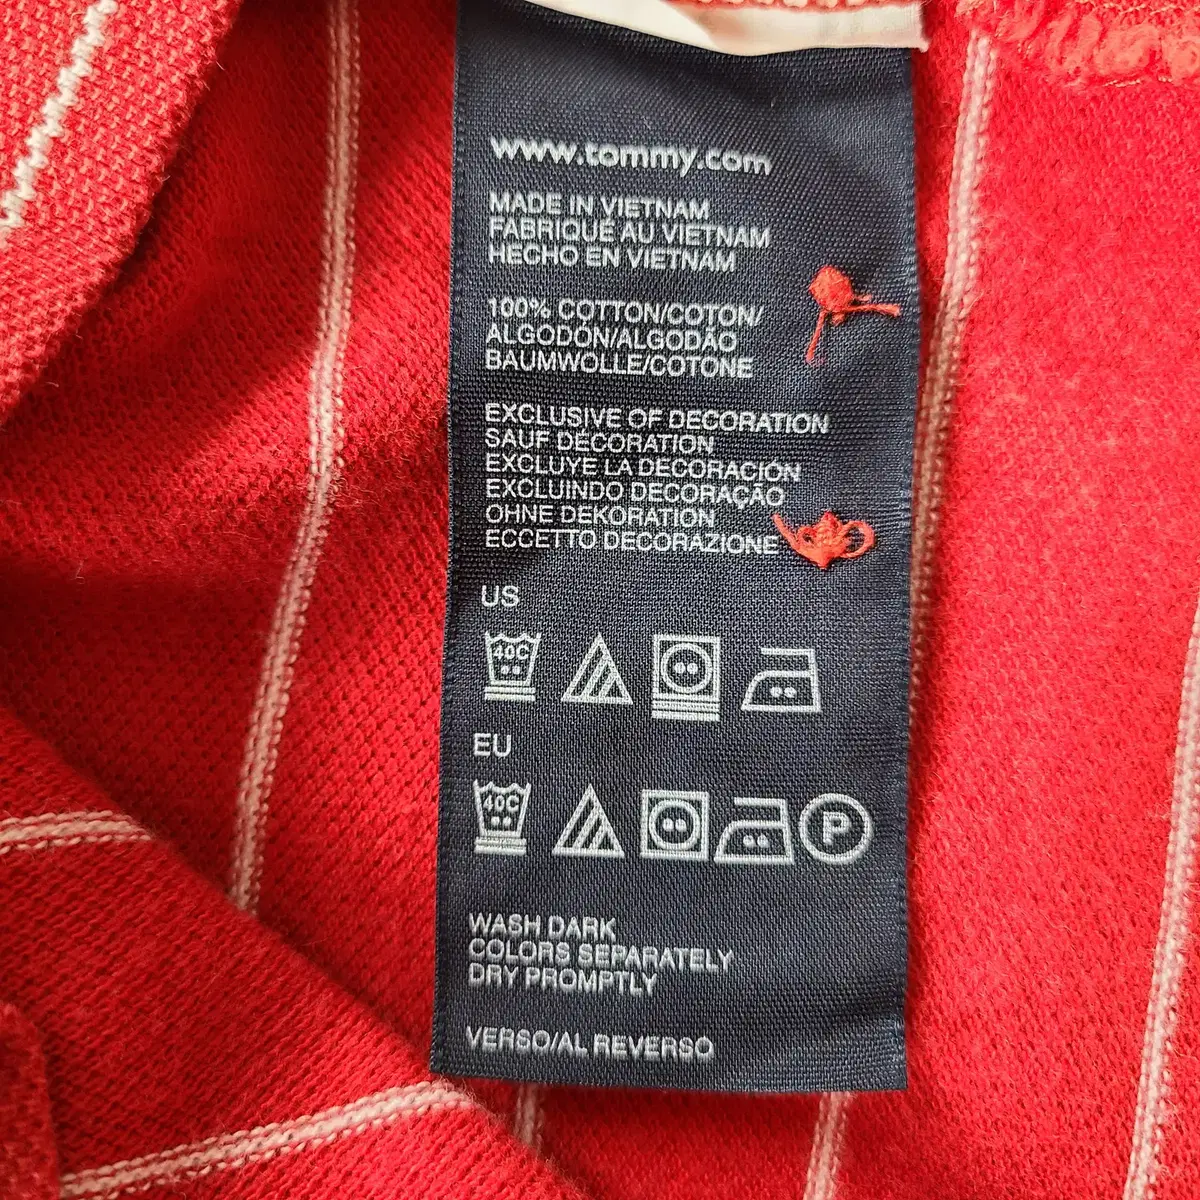 www.tommy.com
MADE IN VIETNAM
FABRIQUÉ AU VIETNAM
HECHO EN VIETNAM
100% COTTON/COTON/
ALGODÓN/ALGODÃO
BAUMWOLLE/COTONE
EXCLUSIVE OF DECORATION
SAUF DÉCORATION
EXCLUYE LA DECORACIÓN
EXCLUINDO DECORAÇÃO
OHNE DEKORATION
ECCETTO DECORAZIONE
US
40C
EU
40C
P
WASH DARK
COLORS SEPARATELY
DRY PROMPTLY
VERSO/AL REVERSO